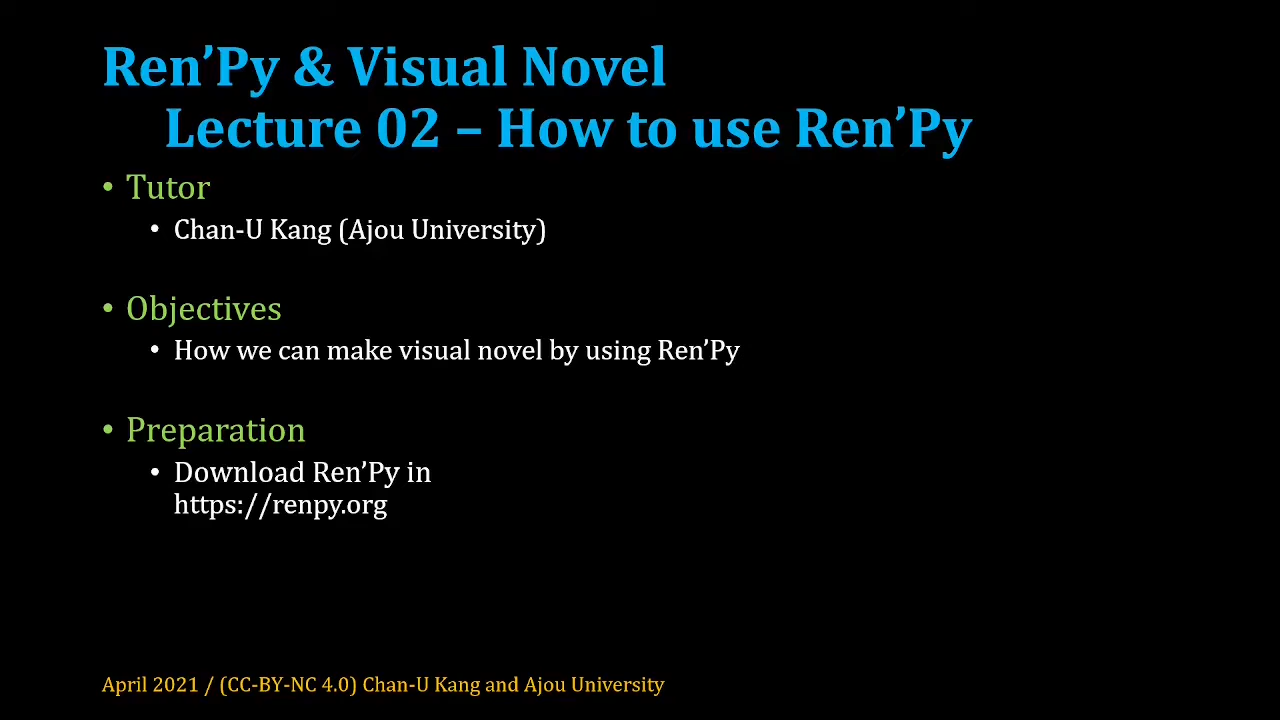 Ren’Py & Visual Novel
Lecture 02 – How to use Ren’Py
• Tutor
• Chan-U Kang (Ajou University)
• Objectives
• How we can make visual novel by using Ren’Py
• Preparation
• Download Ren’Py in
https://renpy.org
April 2021 / (CC-BY-NC 4.0) Chan-U Kang and Ajou University